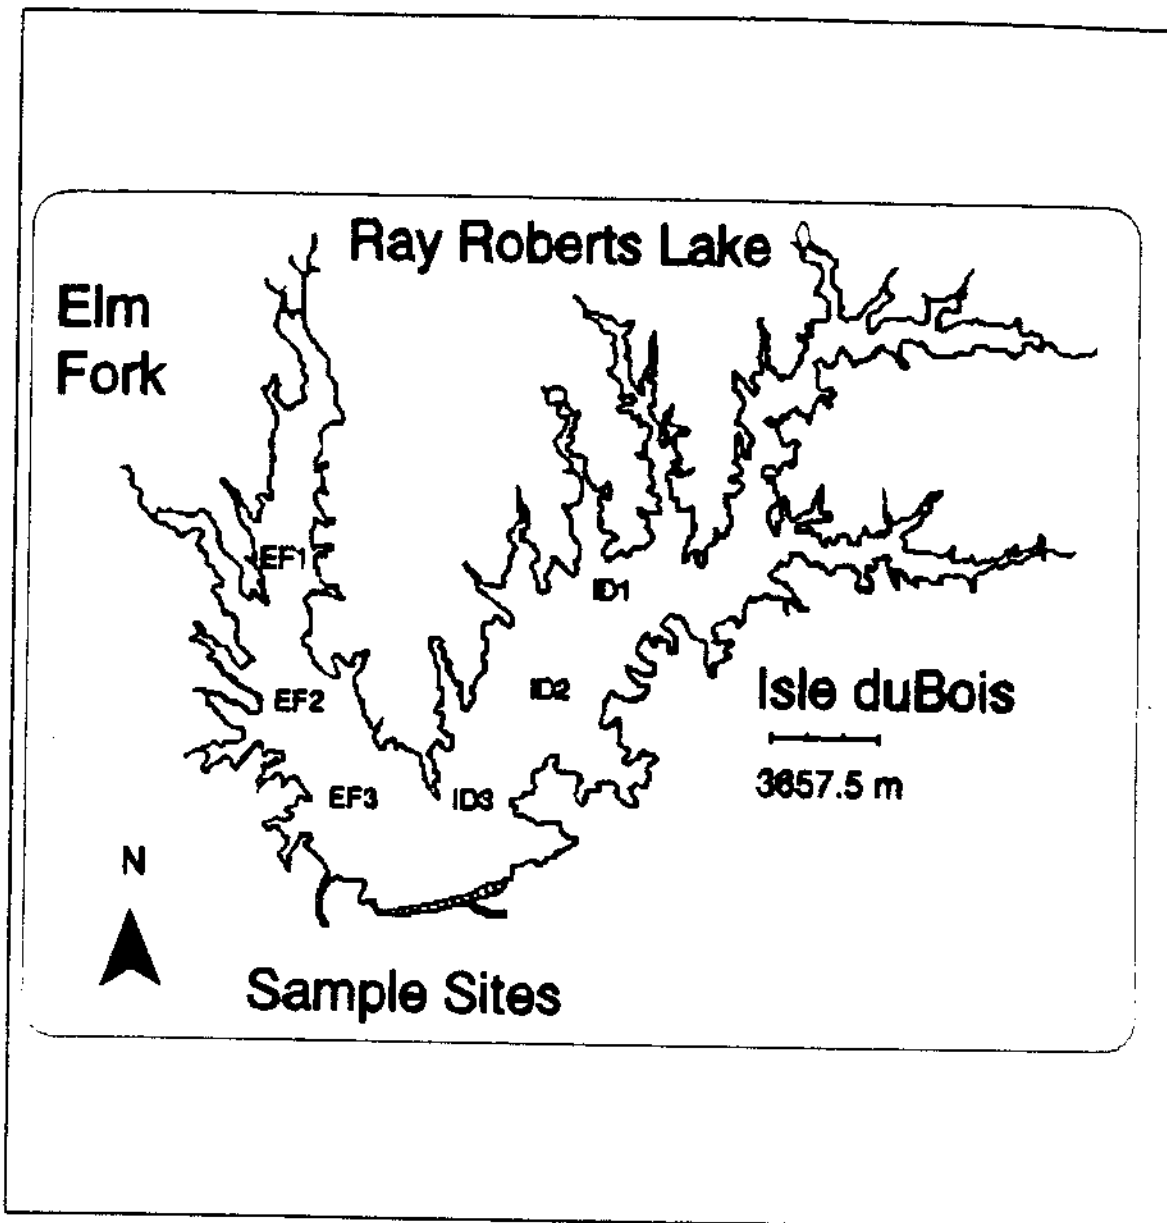 Ray Roberts Lake
Elm
Fork
EF1
ID1
ID2
EF2
Isle duBois
3657.5 m
EF3
ID3
N
Sample Sites